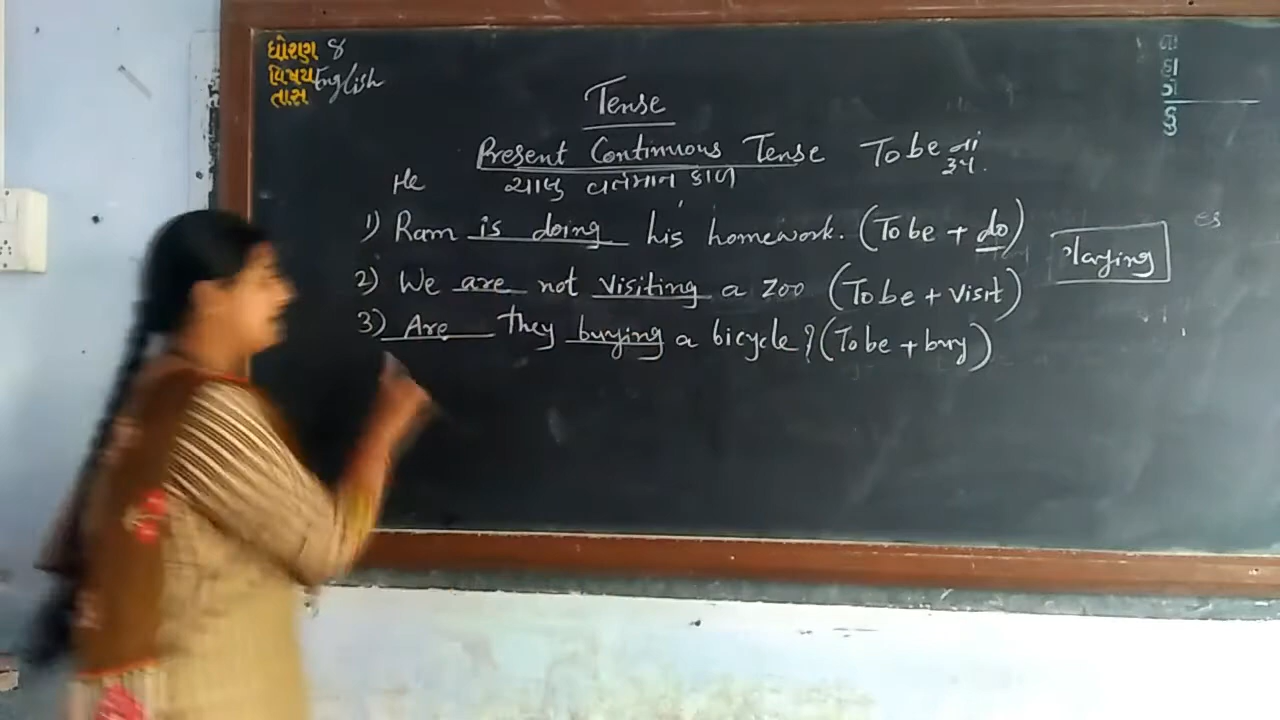 ધોરણ 8
વિષય English
તાસ
તા
હા
ગે
કુ
Tense
Present Continuous Tense To be નાં રૂપ.
ચાલુ વર્તમાન કાળ
He
1) Ram is doing his homework. (To be + do)
playing
es
2) We are not visiting a zoo (To be + visit)
3) Are they buying a bicycle? (To be + buy)